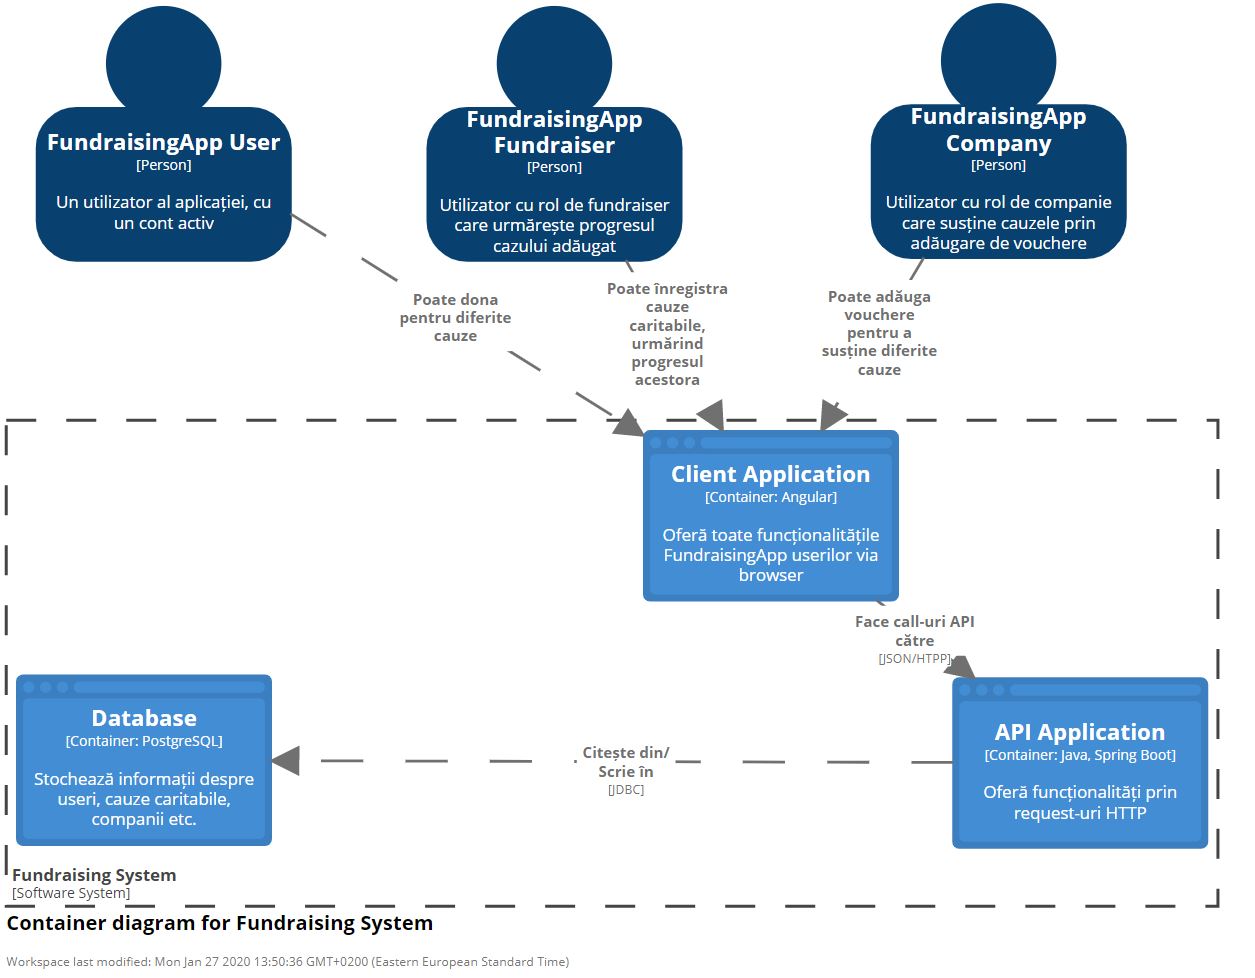 FundraisingApp User
[Person]
Un utilizator al aplicației, cu
un cont activ
FundraisingApp
Fundraiser
[Person]
Utilizator cu rol de fundraiser
care urmărește progresul
cazului adăugat
FundraisingApp
Company
[Person]
Utilizator cu rol de companie
care susține cauzele prin
adăugare de vouchere
Poate dona
pentru diferite
cauze
Poate înregistra
cauze
caritabile,
urmărind
progresul
acestora
Poate adăuga
vouchere
pentru a
susține diferite
cauze
Client Application
[Container: Angular]
Oferă toate funcționalitățile
FundraisingApp userilor via
browser
Face call-uri API
către
[JSON/HTPP]
Database
[Container: PostgreSQL]
Stochează informații despre
useri, cauze caritabile,
companii etc.
Citește din/
Scrie în
[JDBC]
API Application
[Container: Java, Spring Boot]
Oferă funcționalități prin
request-uri HTTP
Fundraising System
[Software System]
Container diagram for Fundraising System
Workspace last modified: Mon Jan 27 2020 13:50:36 GMT+0200 (Eastern European Standard Time)